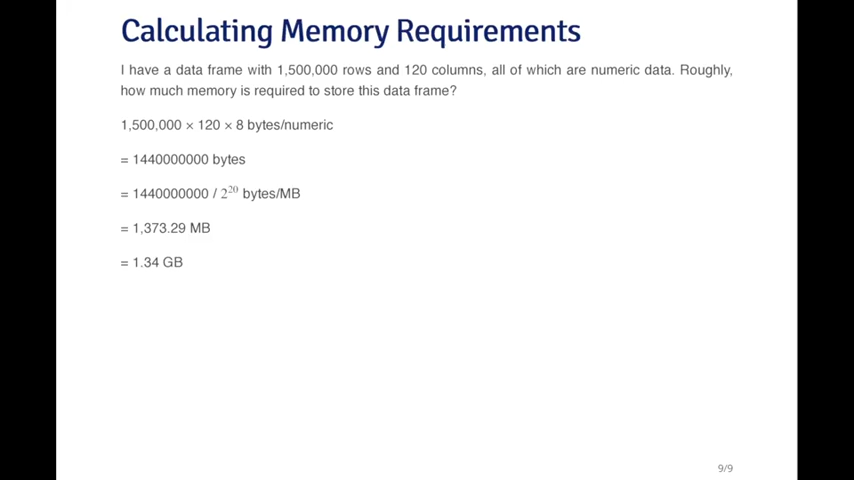 Calculating Memory Requirements
I have a data frame with 1,500,000 rows and 120 columns, all of which are numeric data. Roughly,
how much memory is required to store this data frame?
1,500,000 × 120 × 8 bytes/numeric
= 1440000000 bytes
= 1440000000 / 2²⁰ bytes/MB
= 1,373.29 MB
= 1.34 GB
9/9